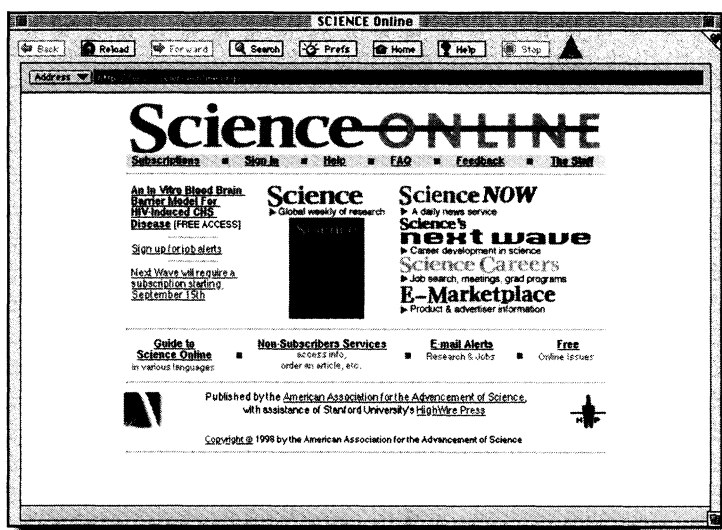 SCIENCE Online
Back Reload Forward Search Prefs Home Help Stop
Address
Science ONLINE
Subscriptions ■ Sign In ■ Help ■ FAQ ■ Feedback ■ The Staff
An In Vitro Blood Brain
Barrier Model For
HIV-Induced CNS
Disease [FREE ACCESS]
Sign up for job alerts
Next Wave will require a
subscription starting
September 15th
Science
▶ Global weekly of research
Science
Science NOW
▶ A daily news service
Science's
next wave
▶ Career development in science
Science Careers
▶ Job search, meetings, grad programs
E-Marketplace
▶ Product & advertiser information
Guide to
Science Online
in various languages
■
Non-Subscribers Services
access info,
order an article, etc.
■
E-mail Alerts
Research & Jobs
■
Free
Online Issues
Published by the American Association for the Advancement of Science,
with assistance of Stanford University's HighWire Press
H P
Copyright © 1998 by the American Association for the Advancement of Science